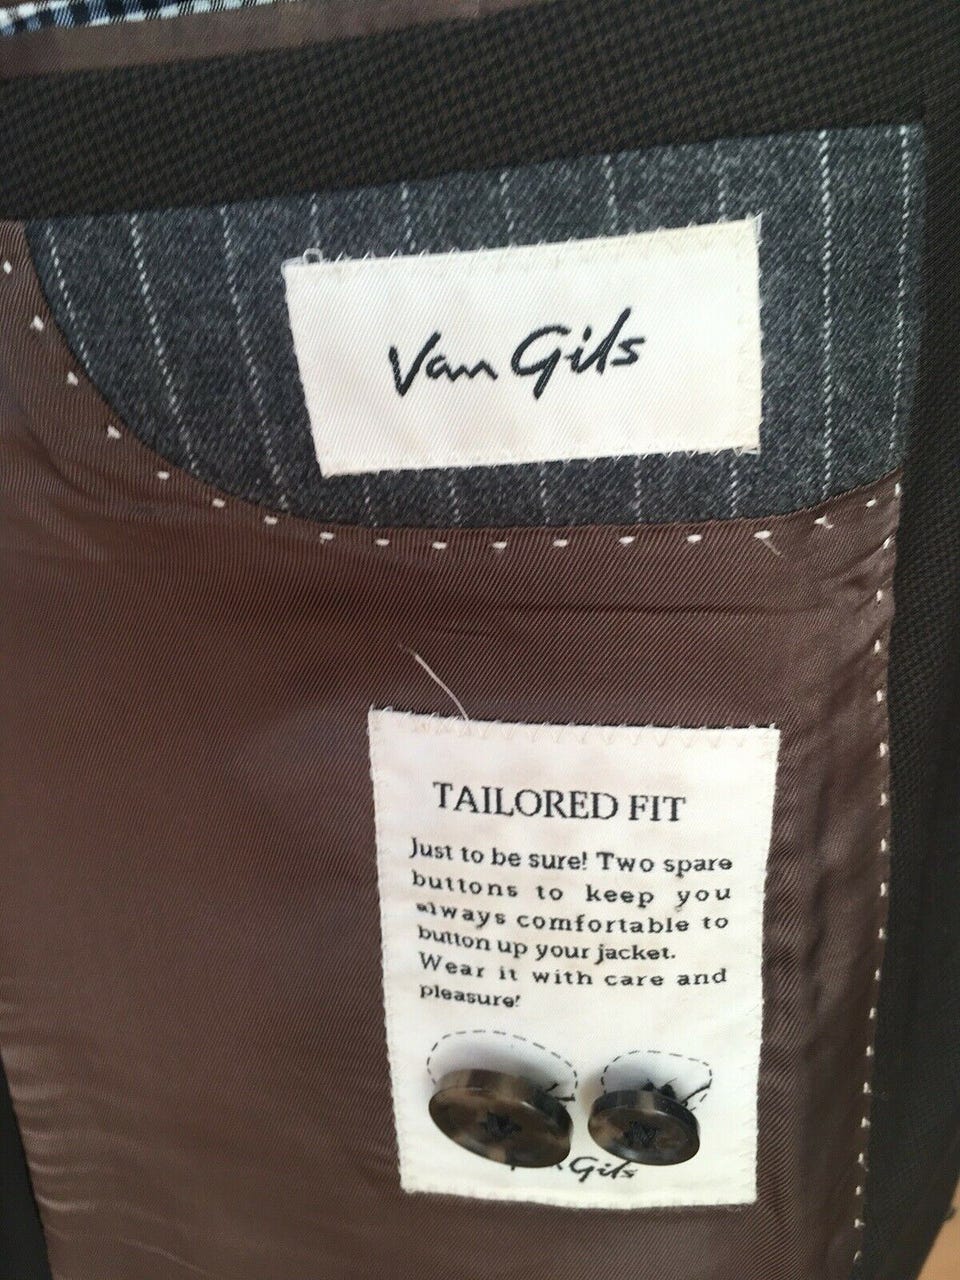 Van Gils
TAILORED FIT
Just to be sure! Two spare
buttons to keep you
always comfortable to
button up your jacket.
Wear it with care and
pleasure!
Gils